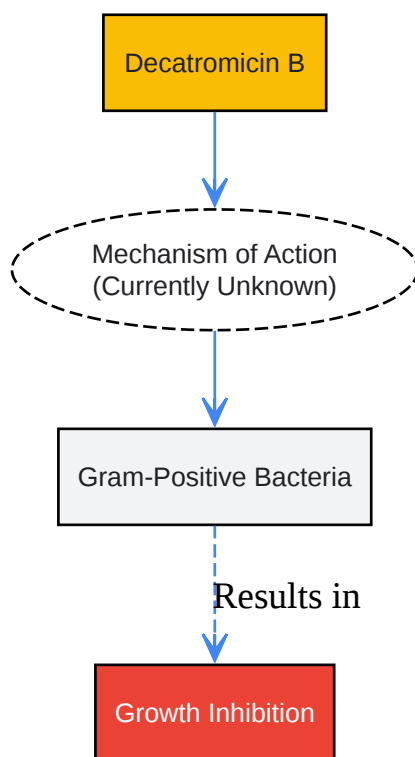 Decatromicin B
Mechanism of Action
(Currently Unknown)
Gram-Positive Bacteria
Results in
Growth Inhibition